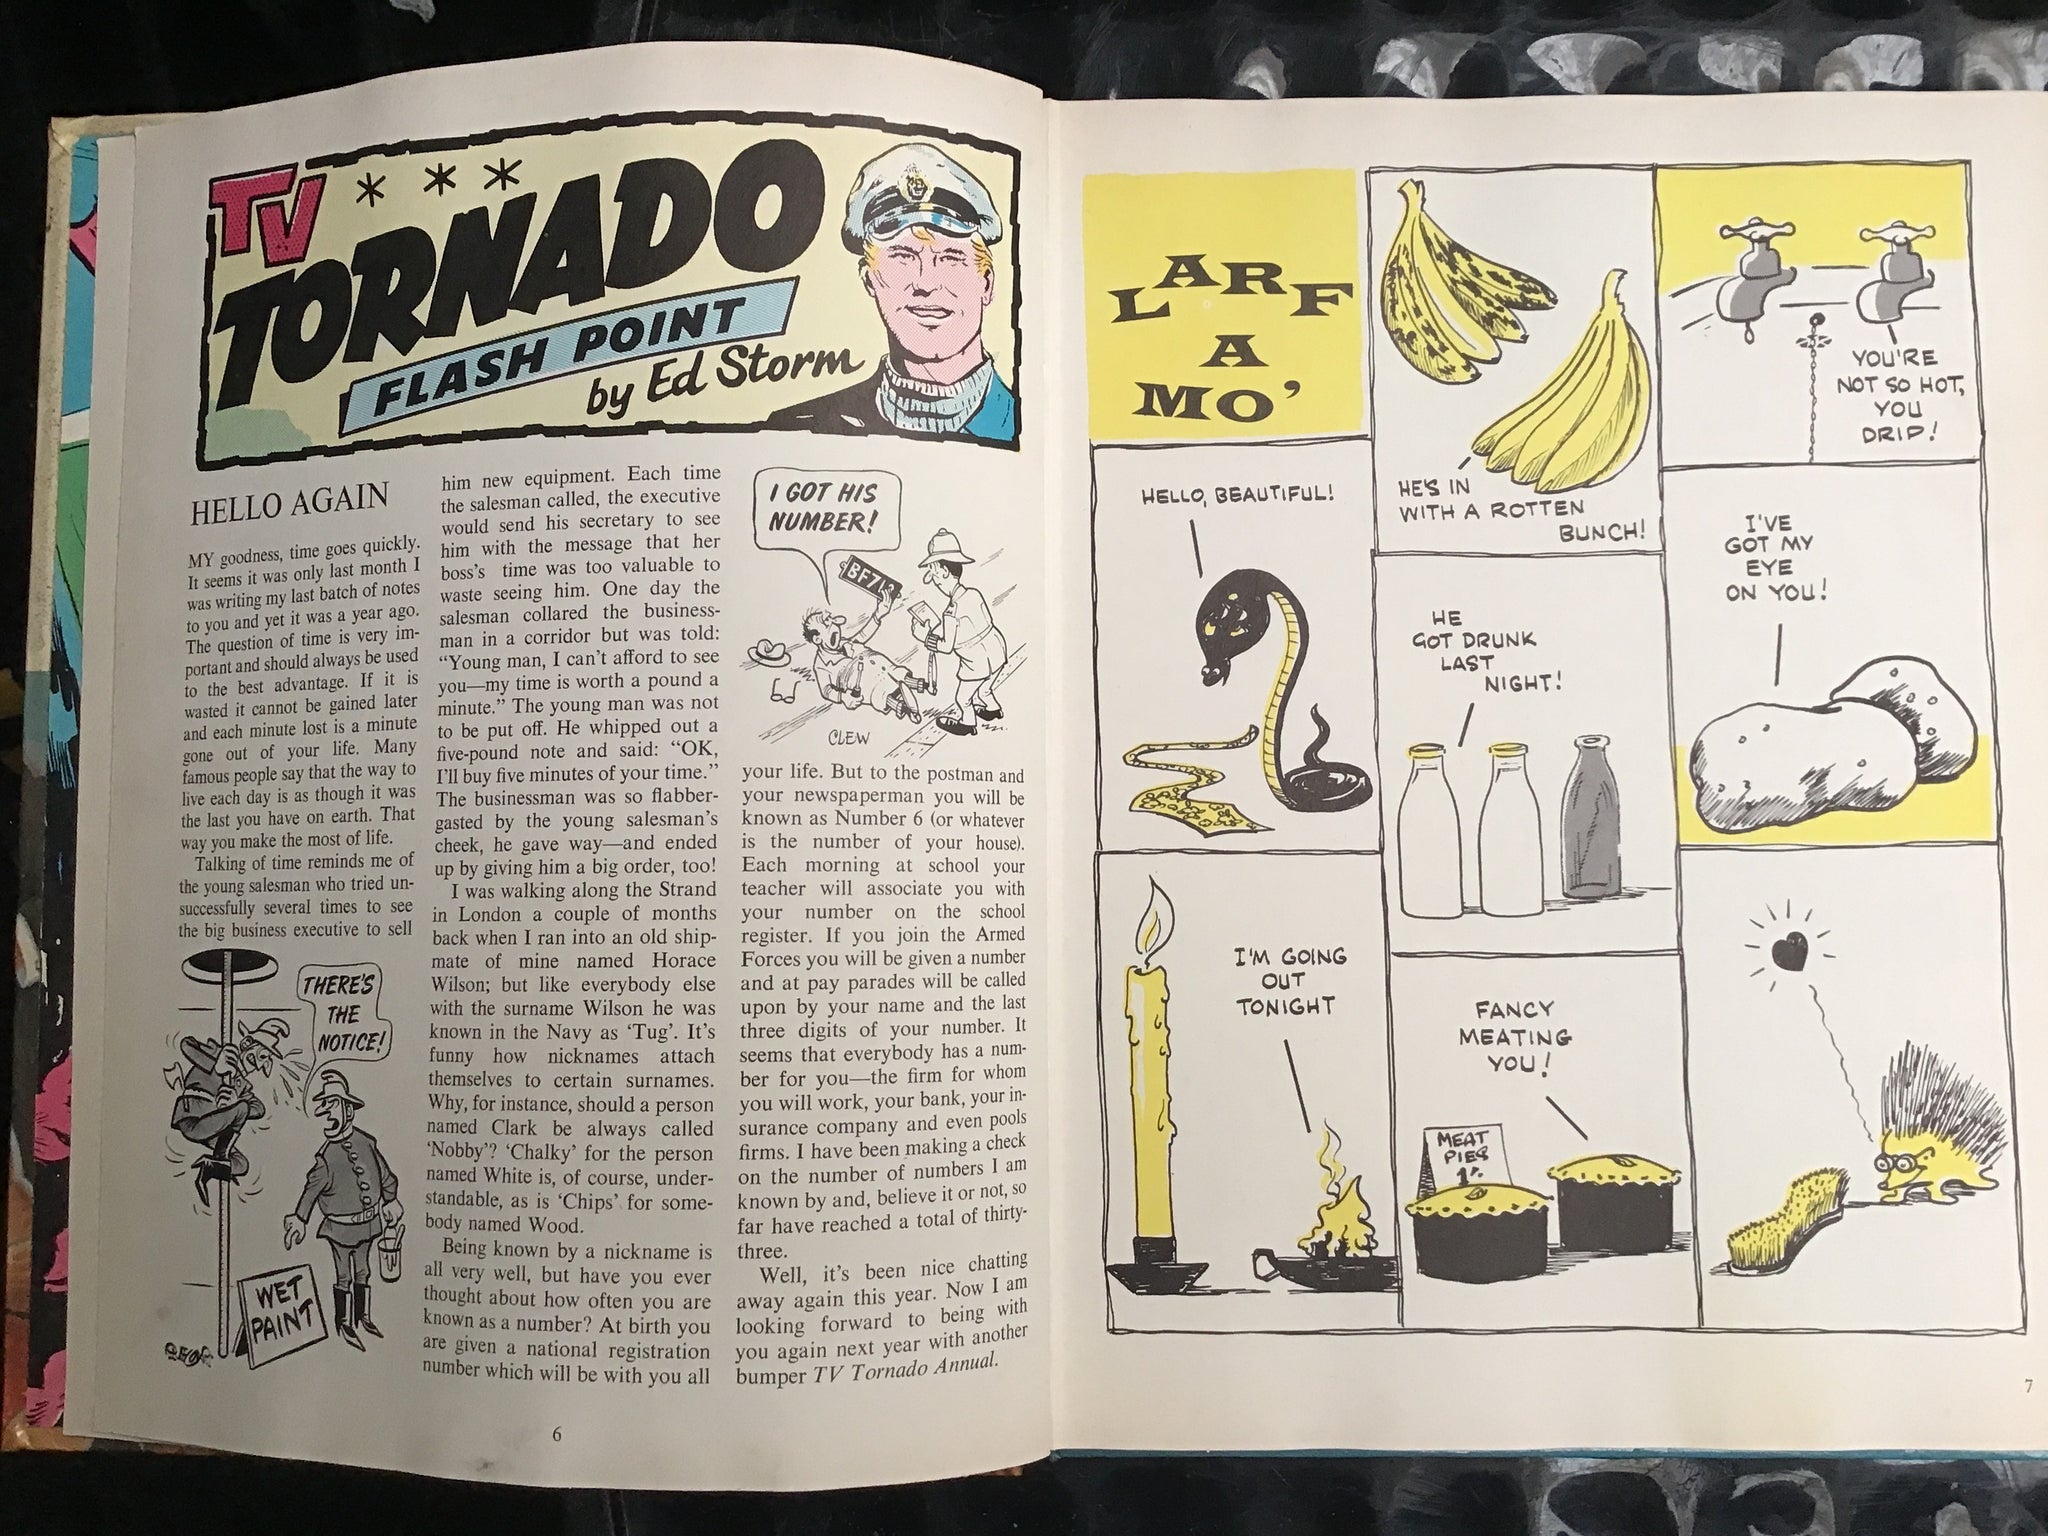 TV
TORNADO
FLASH POINT
by Ed Storm
HELLO AGAIN
MY goodness, time goes quickly.
It seems it was only last month I
was writing my last batch of notes
to you and yet it was a year ago.
The question of time is very im-
portant and should always be used
to the best advantage. If it is
wasted it cannot be gained later
and each minute lost is a minute
gone out of your life. Many
famous people say that the way to
live each day is as though it was
the last you have on earth. That
way you make the most of life.
Talking of time reminds me of
the young salesman who tried un-
successfully several times to see
the big business executive to sell
THERE'S
THE
NOTICE!
WET
PAINT
him new equipment. Each time
the salesman called, the executive
would send his secretary to see
him with the message that her
boss's time was too valuable to
waste seeing him. One day the
salesman collared the business-
man in a corridor but was told:
“Young man, I can't afford to see
you—my time is worth a pound a
minute.” The young man was not
to be put off. He whipped out a
five-pound note and said: “OK,
I'll buy five minutes of your time.”
The businessman was so flabber-
gasted by the young salesman's
cheek, he gave way—and ended
up by giving him a big order, too!
I was walking along the Strand
in London a couple of months
back when I ran into an old ship-
mate of mine named Horace
Wilson; but like everybody else
with the surname Wilson he was
known in the Navy as ‘Tug’. It's
funny how nicknames attach
themselves to certain surnames.
Why, for instance, should a person
named Clark be always called
‘Nobby’? ‘Chalky’ for the person
named White is, of course, under-
standable, as is ‘Chips’ for some-
body named Wood.
Being known by a nickname is
all very well, but have you ever
thought about how often you are
known as a number? At birth you
are given a national registration
number which will be with you all
I GOT HIS
NUMBER!
CLEW
your life. But to the postman and
your newspaperman you will be
known as Number 6 (or whatever
is the number of your house).
Each morning at school your
teacher will associate you with
your number on the school
register. If you join the Armed
Forces you will be given a number
and at pay parades will be called
upon by your name and the last
three digits of your number. It
seems that everybody has a num-
ber for you—the firm for whom
you will work, your bank, your in-
surance company and even pools
firms. I have been making a check
on the number of numbers I am
known by and, believe it or not, so
far have reached a total of thirty-
three.
Well, it's been nice chatting
away again this year. Now I am
looking forward to being with
you again next year with another
bumper TV Tornado Annual.
6
LARF
A
MO'
HE'S IN
WITH A ROTTEN
BUNCH!
YOU'RE
NOT SO HOT,
YOU
DRIP!
HELLO, BEAUTIFUL!
HE
GOT DRUNK
LAST
NIGHT!
I'VE
GOT MY
EYE
ON YOU!
I'M GOING
OUT
TONIGHT
FANCY
MEATING
YOU!
MEAT
PIES
7